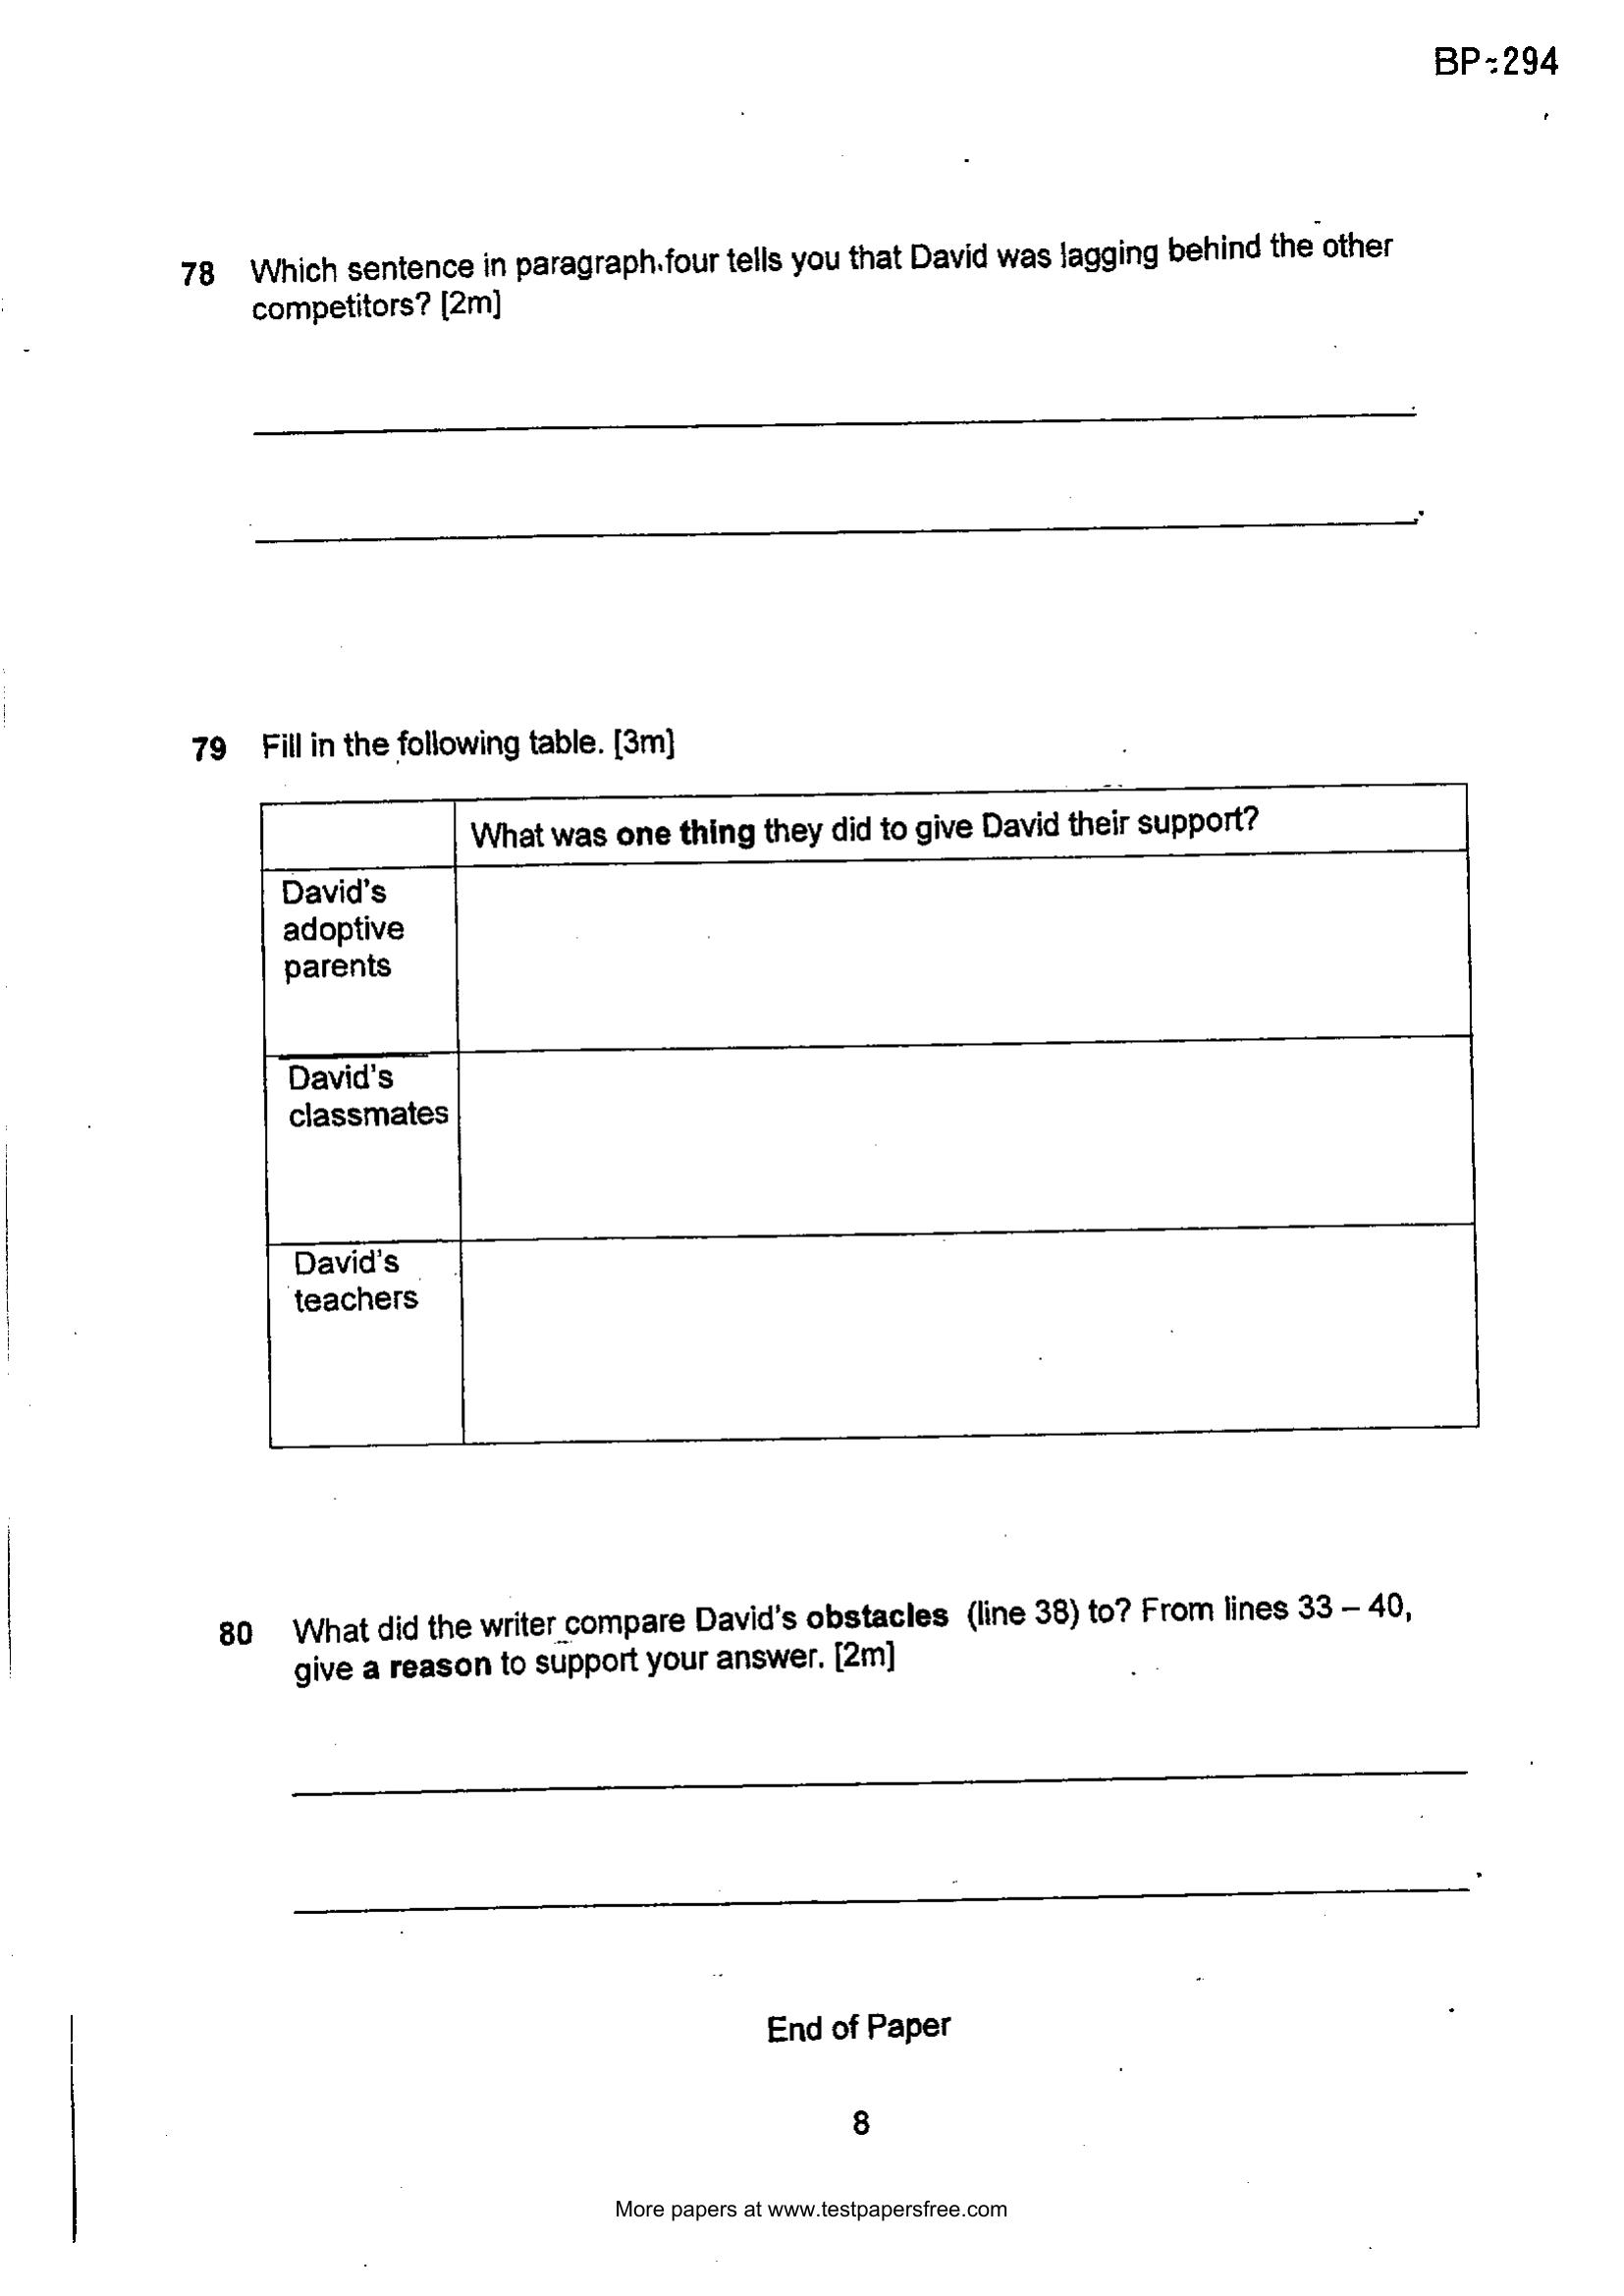 BP-294
78 Which sentence in paragraph four tells you that David was lagging behind the other
competitors? [2m]
79 Fill in the following table. [3m]
What was one thing they did to give David their support?
David's
adoptive
parents
David's
classmates
David's
teachers
80 What did the writer compare David's obstacles (line 38) to? From lines 33 – 40,
give a reason to support your answer. [2m]
End of Paper
8
More papers at www.testpapersfree.com